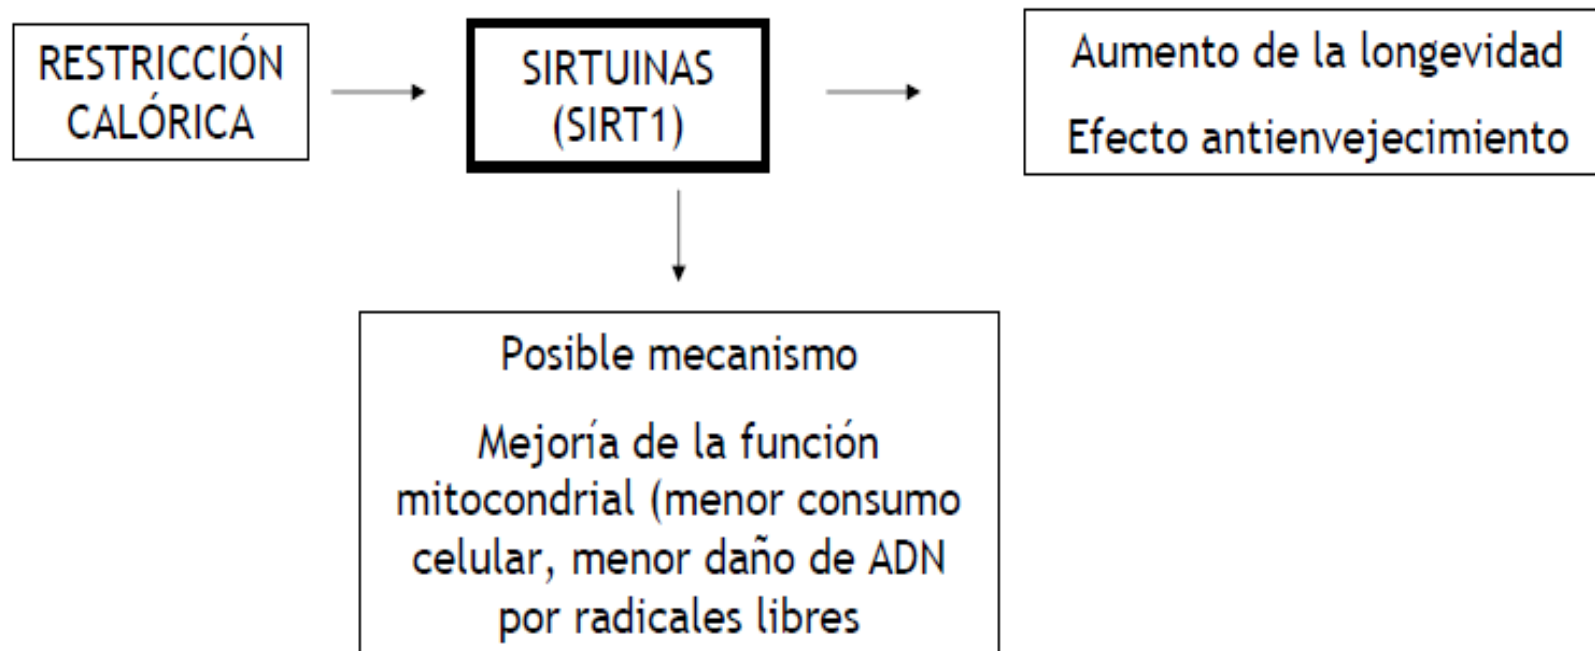 RESTRICCIÓN
CALÓRICA
SIRTUINAS
(SIRT1)
Aumento de la longevidad
Efecto antienvejecimiento
Posible mecanismo
Mejoría de la función
mitocondrial (menor consumo
celular, menor daño de ADN
por radicales libres